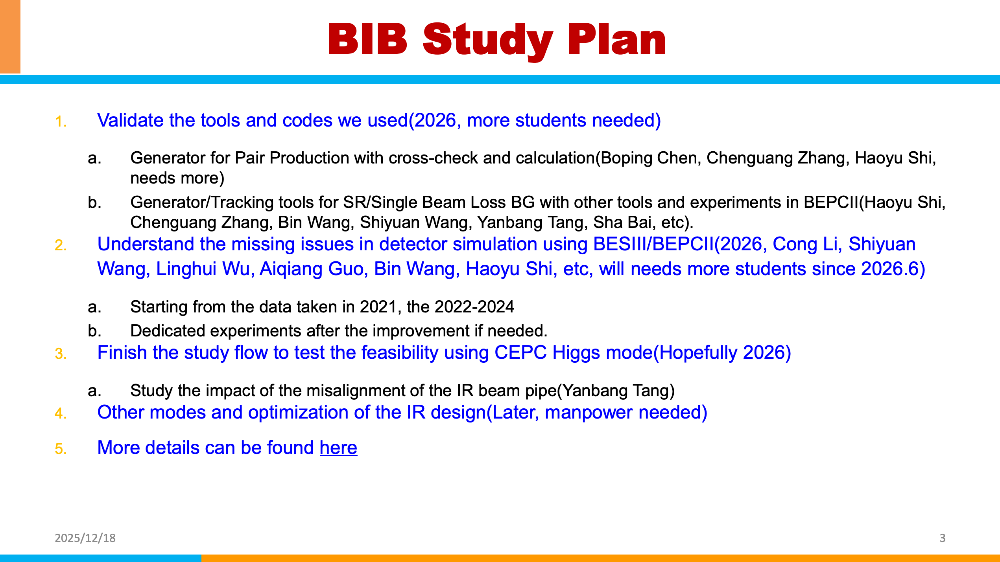 BIB Study Plan
1. Validate the tools and codes we used(2026, more students needed)
a. Generator for Pair Production with cross-check and calculation(Boping Chen, Chenguang Zhang, Haoyu Shi,
needs more)
b. Generator/Tracking tools for SR/Single Beam Loss BG with other tools and experiments in BEPCII(Haoyu Shi,
Chenguang Zhang, Bin Wang, Shiyuan Wang, Yanbang Tang, Sha Bai, etc).
2. Understand the missing issues in detector simulation using BESIII/BEPCII(2026, Cong Li, Shiyuan
Wang, Linghui Wu, Aiqiang Guo, Bin Wang, Haoyu Shi, etc, will needs more students since 2026.6)
a. Starting from the data taken in 2021, the 2022-2024
b. Dedicated experiments after the improvement if needed.
3. Finish the study flow to test the feasibility using CEPC Higgs mode(Hopefully 2026)
a. Study the impact of the misalignment of the IR beam pipe(Yanbang Tang)
4. Other modes and optimization of the IR design(Later, manpower needed)
5. More details can be found here
2025/12/18
3